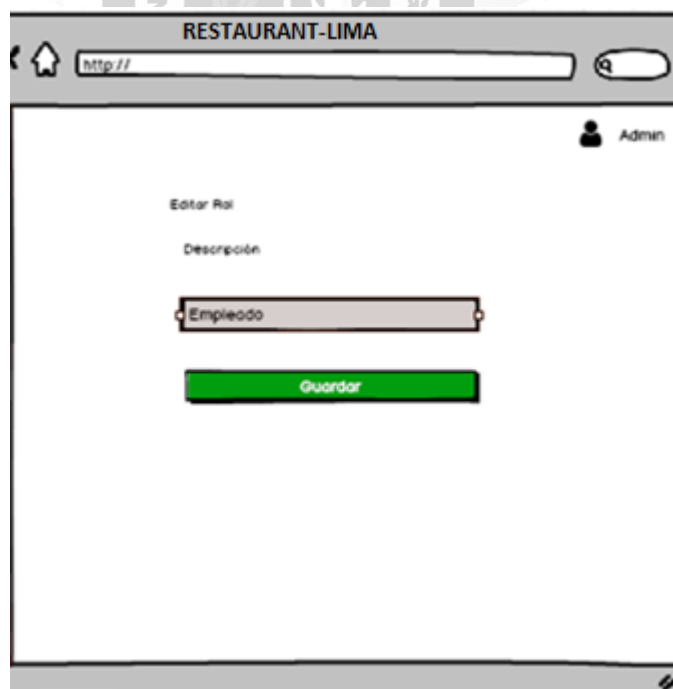 RESTAURANT-LIMA
http://
Admin
Editar Rol
Descripción
Empleado
Guardar